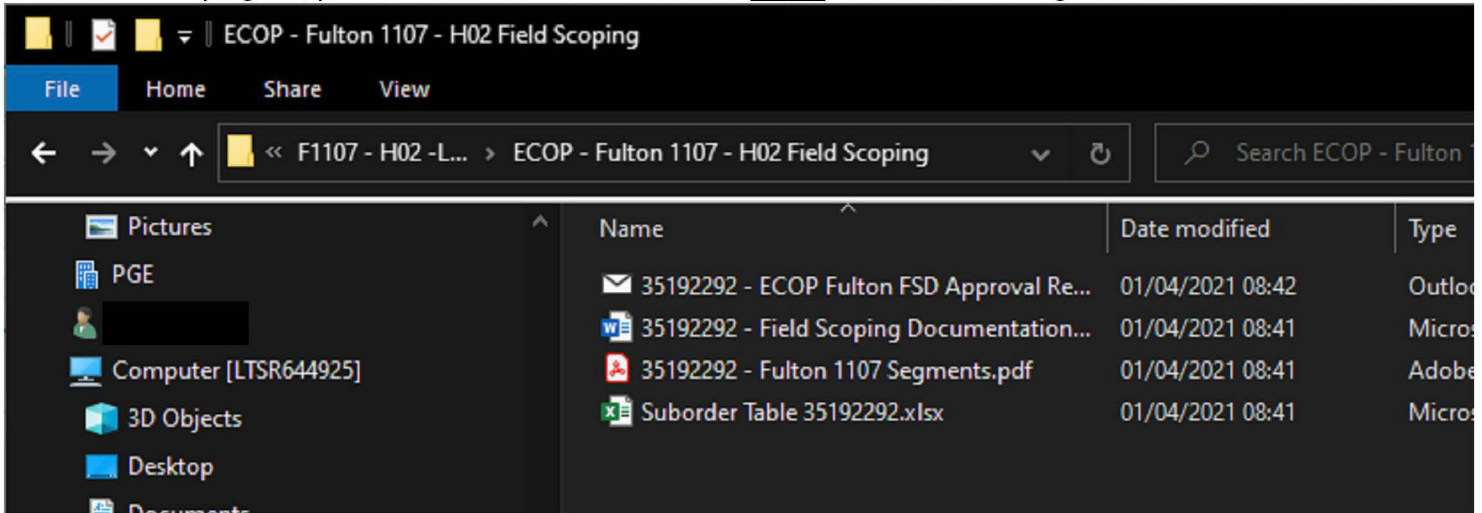 ECOP - Fulton 1107 - H02 Field Scoping
File Home Share View
« F1107 - H02 -L... > ECOP - Fulton 1107 - H02 Field Scoping
Search ECOP - Fulton
Pictures
PGE
Computer [LTSR644925]
3D Objects
Desktop
Documents
Name Date modified Type
35192292 - ECOP Fulton FSD Approval Re... 01/04/2021 08:42 Outloo
35192292 - Field Scoping Documentation... 01/04/2021 08:41 Micros
35192292 - Fulton 1107 Segments.pdf 01/04/2021 08:41 Adobe
Suborder Table 35192292.xlsx 01/04/2021 08:41 Micros